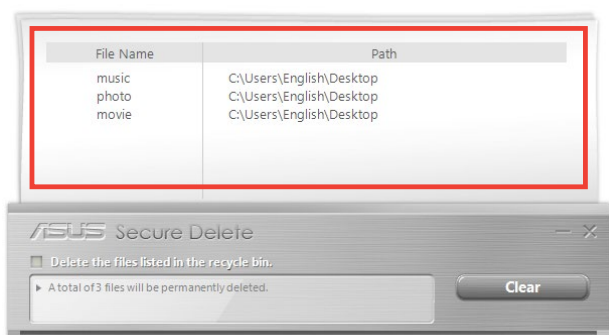 File Name Path
music C:\Users\English\Desktop
photo C:\Users\English\Desktop
movie C:\Users\English\Desktop
ASUS Secure Delete
Delete the files listed in the recycle bin.
A total of 3 files will be permanently deleted.
Clear